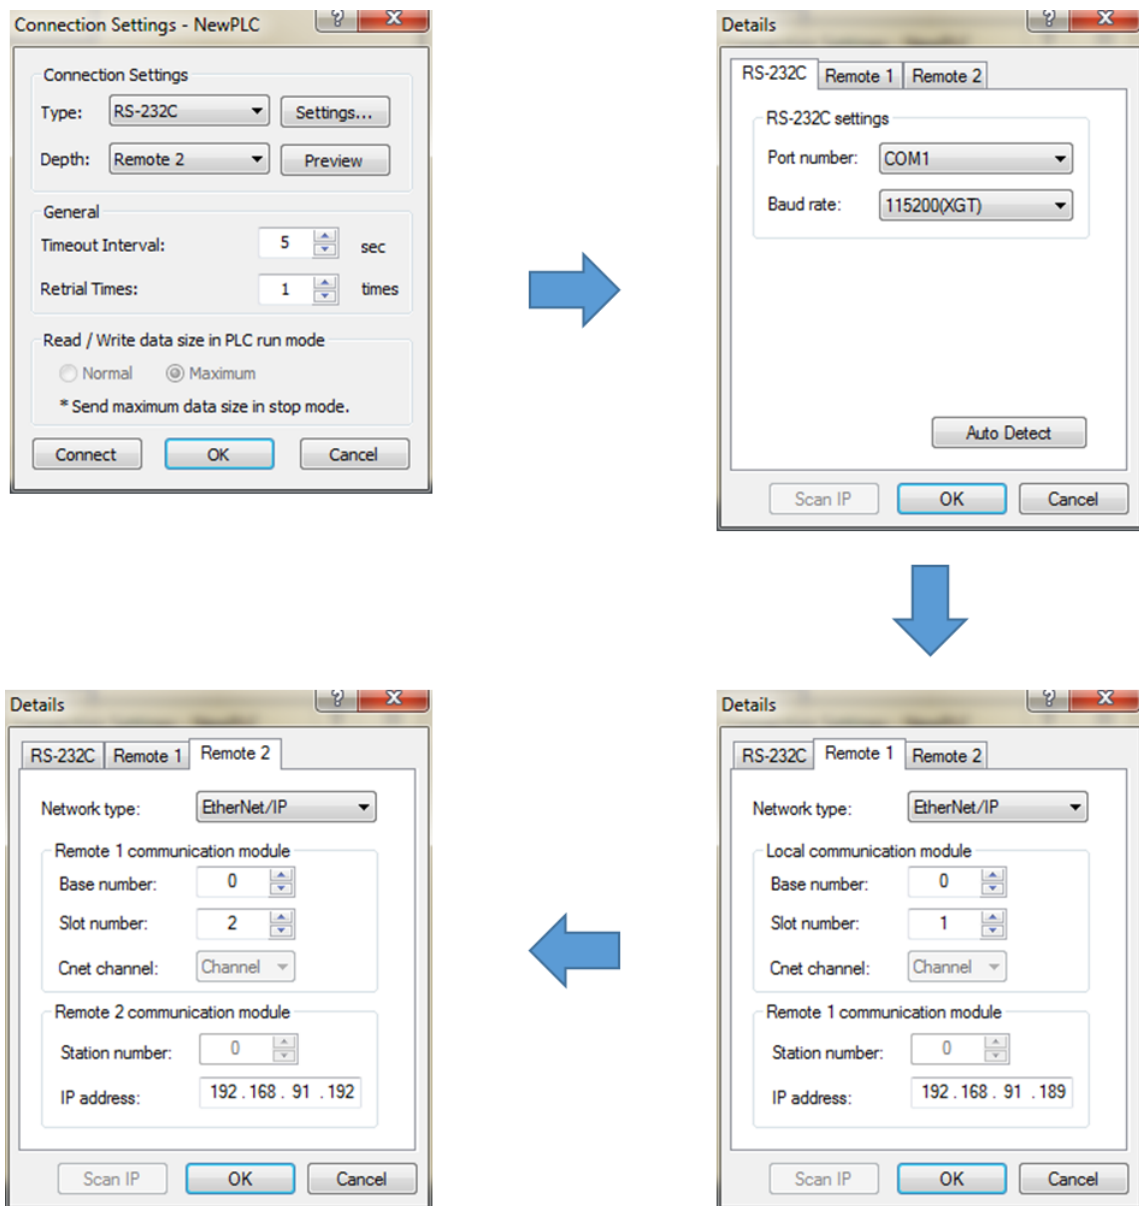 Connection Settings - NewPLC
Connection Settings
Type: RS-232C Settings...
Depth: Remote 2 Preview
General
Timeout Interval: 5 sec
Retrial Times: 1 times
Read / Write data size in PLC run mode
Normal Maximum
* Send maximum data size in stop mode.
Connect OK Cancel
Details
RS-232C Remote 1 Remote 2
RS-232C settings
Port number: COM1
Baud rate: 115200(XGT)
Auto Detect
Scan IP OK Cancel
Details
RS-232C Remote 1 Remote 2
Network type: EtherNet/IP
Local communication module
Base number: 0
Slot number: 1
Cnet channel: Channel
Remote 1 communication module
Station number: 0
IP address: 192 . 168 . 91 . 189
Scan IP OK Cancel
Details
RS-232C Remote 1 Remote 2
Network type: EtherNet/IP
Remote 1 communication module
Base number: 0
Slot number: 2
Cnet channel: Channel
Remote 2 communication module
Station number: 0
IP address: 192 . 168 . 91 . 192
Scan IP OK Cancel